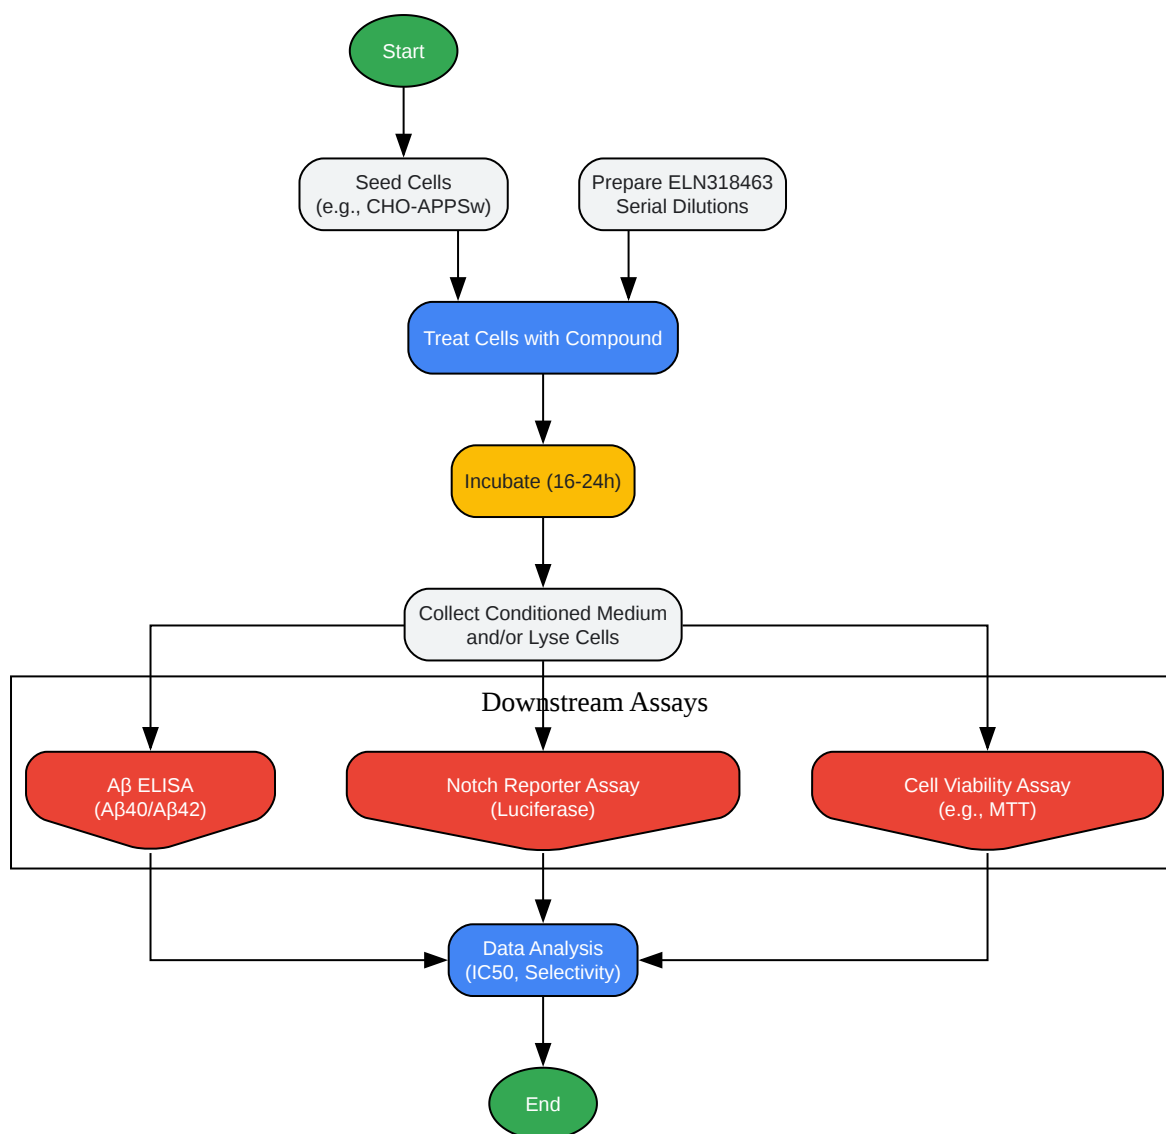 Start
Seed Cells
(e.g., CHO-APPSw)
Prepare ELN318463
Serial Dilutions
Treat Cells with Compound
Incubate (16-24h)
Collect Conditioned Medium
and/or Lyse Cells
Downstream Assays
Aβ ELISA
(Aβ40/Aβ42)
Notch Reporter Assay
(Luciferase)
Cell Viability Assay
(e.g., MTT)
Data Analysis
(IC50, Selectivity)
End